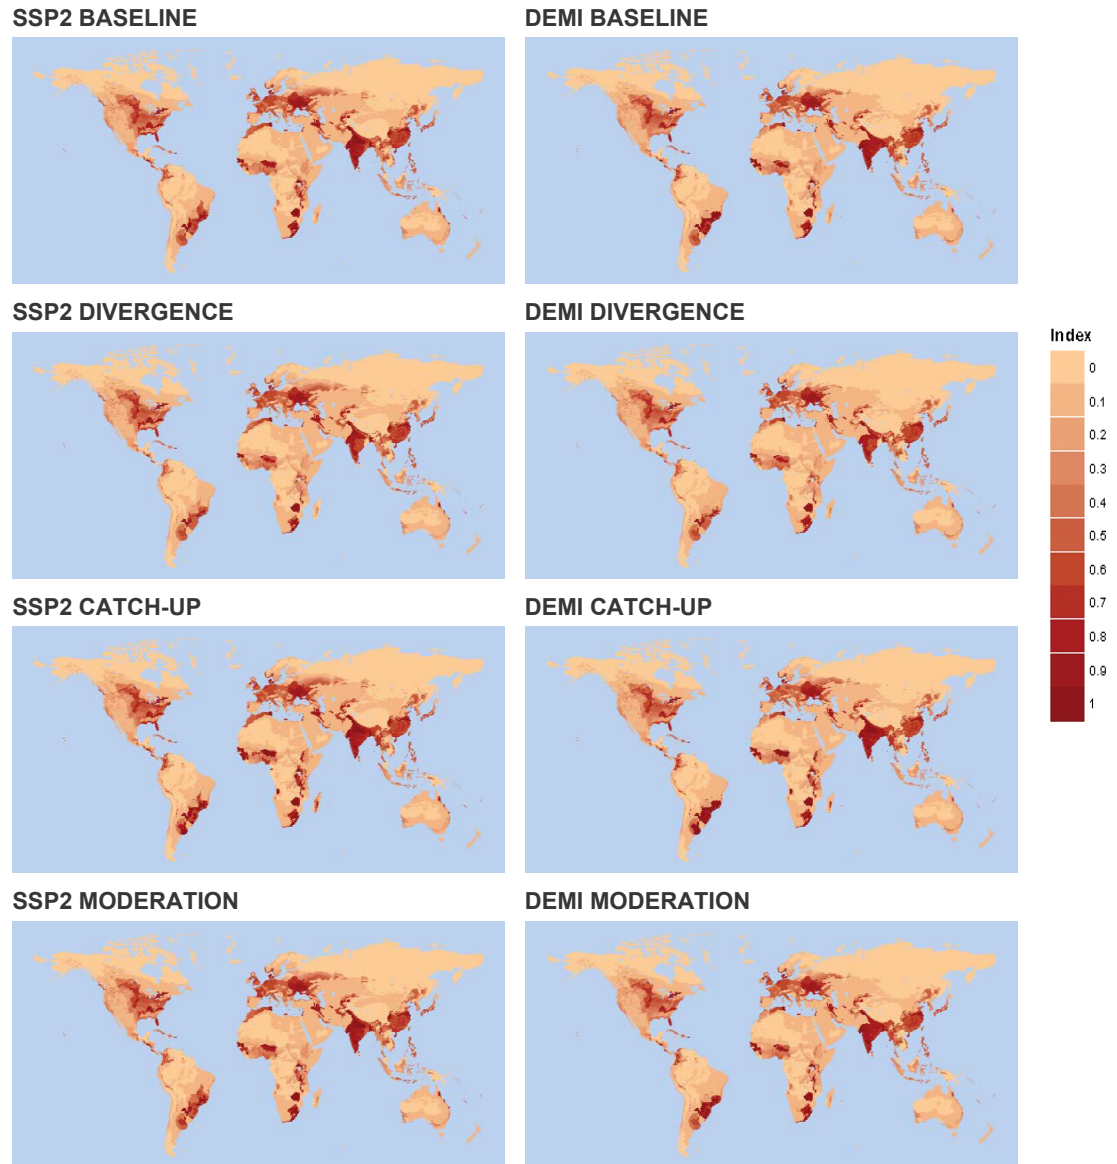 SSP2 BASELINE
DEMI BASELINE
SSP2 DIVERGENCE
DEMI DIVERGENCE
Index
0
0.1
0.2
0.3
0.4
0.5
0.6
0.7
0.8
0.9
1
SSP2 CATCH-UP
DEMI CATCH-UP
SSP2 MODERATION
DEMI MODERATION